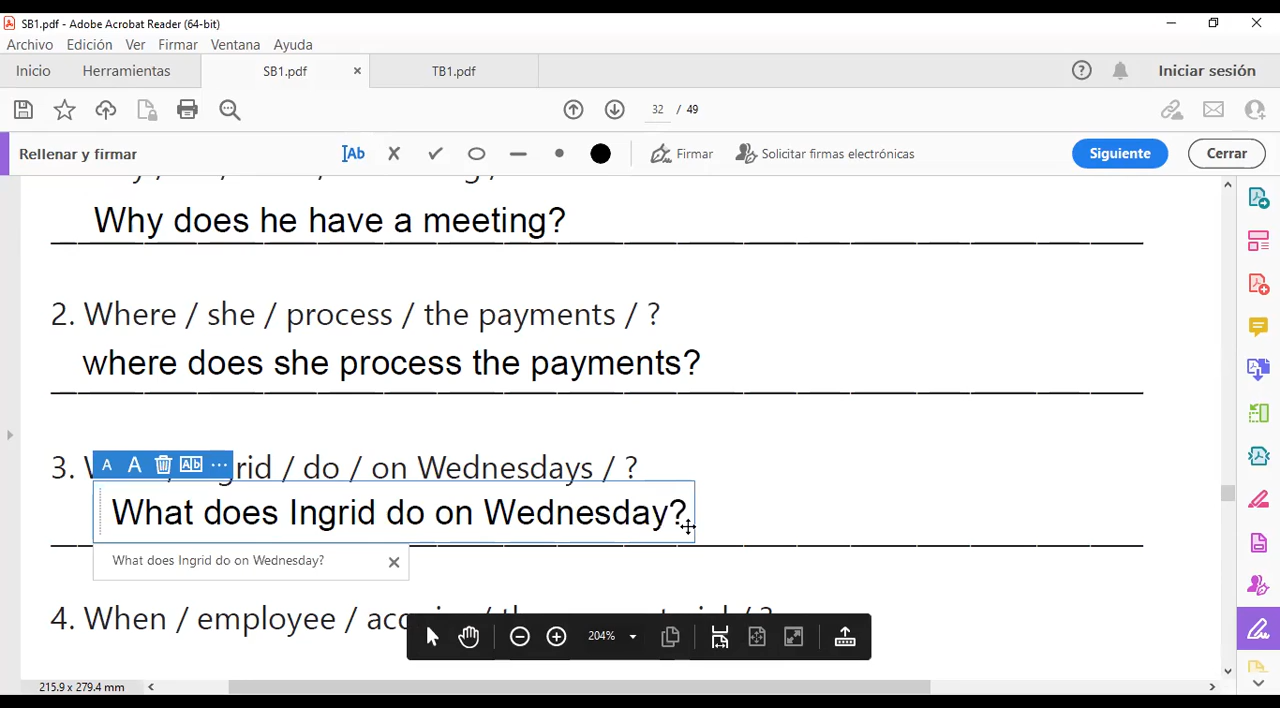 SB1.pdf - Adobe Acrobat Reader (64-bit)
Archivo Edición Ver Firmar Ventana Ayuda
Inicio Herramientas SB1.pdf × TB1.pdf Iniciar sesión
32 / 49
Rellenar y firmar Ab Firmar Solicitar firmas electrónicas Siguiente Cerrar
Why does he have a meeting?
2. Where / she / process / the payments / ?
where does she process the payments?
3. / do / on Wednesdays / ?
A A Ab ...
What does Ingrid do on Wednesday?
What does Ingrid do on Wednesday?
4. When / employee /
204%
215.9 x 279.4 mm